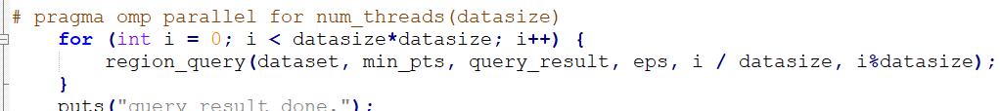 # pragma omp parallel for num_threads(datasize)
for (int i = 0; i < datasize*datasize; i++) {
region_query(dataset, min_pts, query_result, eps, i / datasize, i%datasize);
}
puts("query result done.");